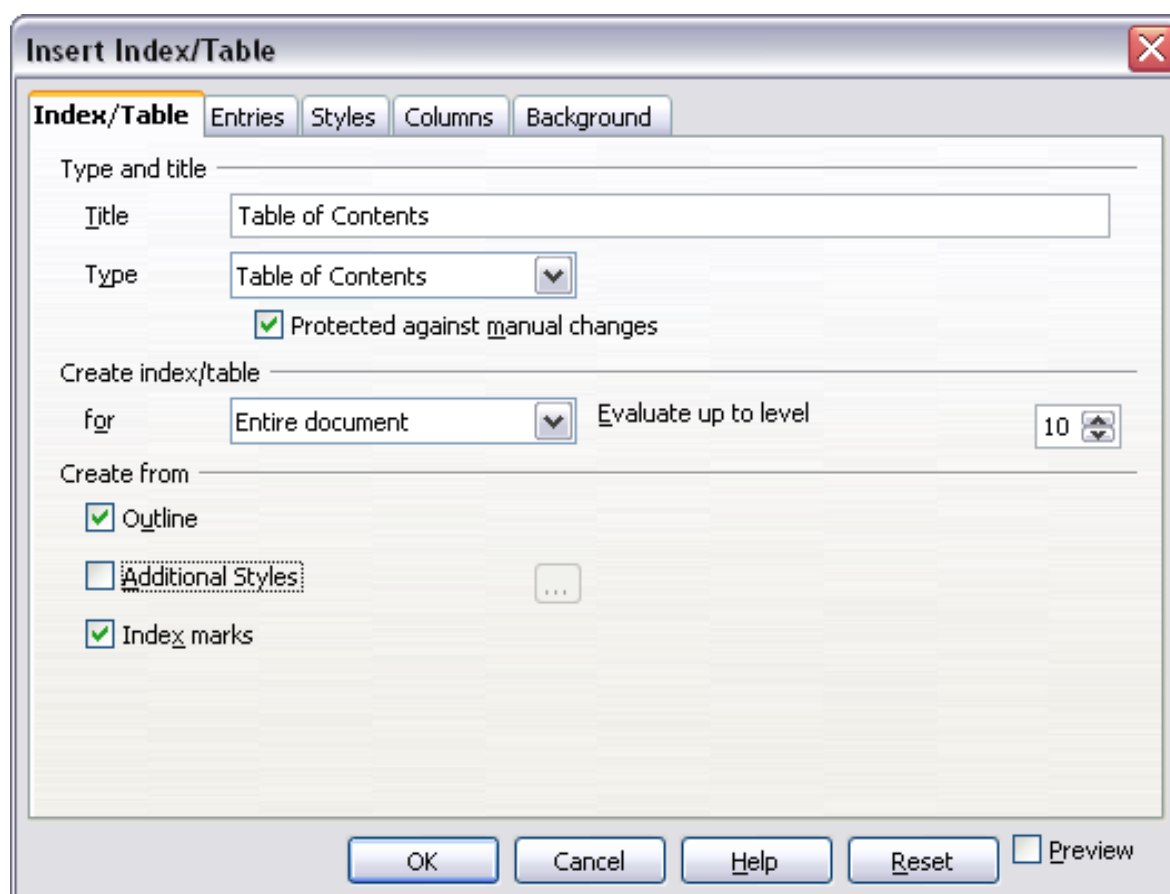 Insert Index/Table
Index/Table Entries Styles Columns Background
Type and title
Title Table of Contents
Type Table of Contents
Protected against manual changes
Create index/table
for Entire document Evaluate up to level 10
Create from
Outline
Additional Styles ...
Index marks
OK Cancel Help Reset Preview